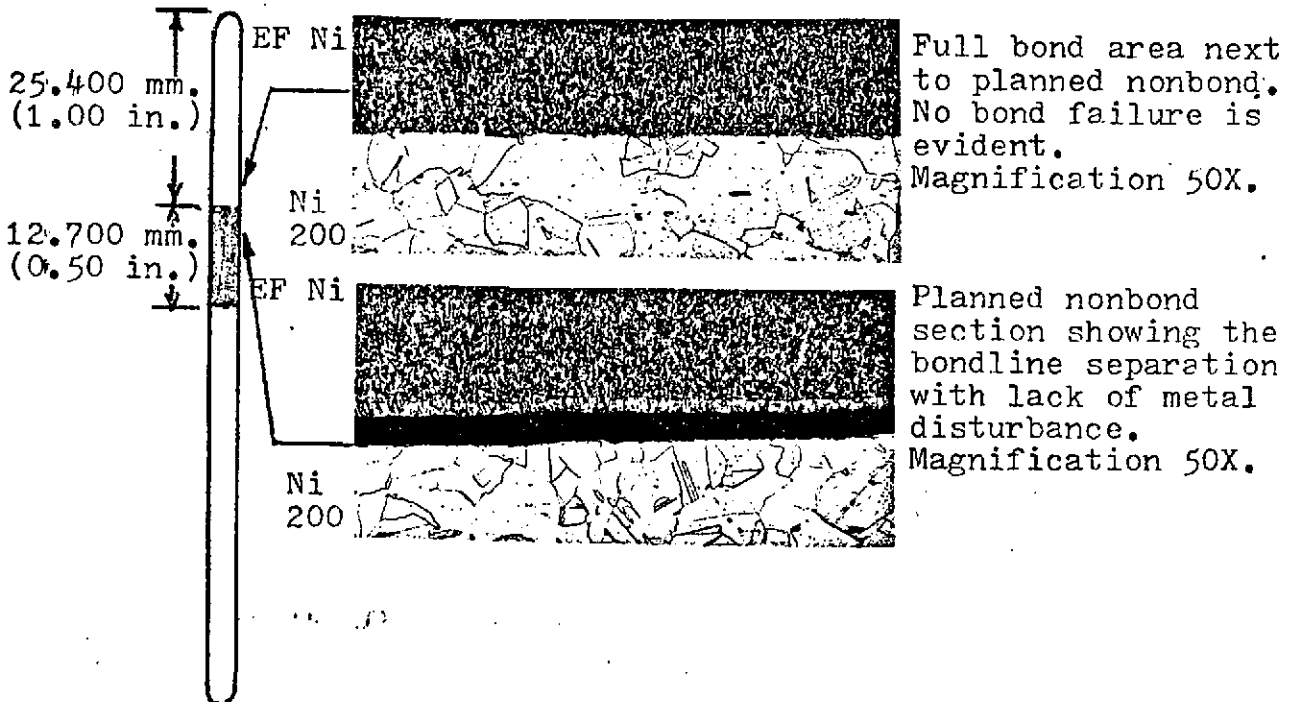 25.400 mm.
(1.00 in.)
12.700 mm.
(0.50 in.)
EF Ni
Ni
200
Full bond area next
to planned nonbond.
No bond failure is
evident.
Magnification 50X.
EF Ni
Ni
200
Planned nonbond
section showing the
bondline separation
with lack of metal
disturbance.
Magnification 50X.